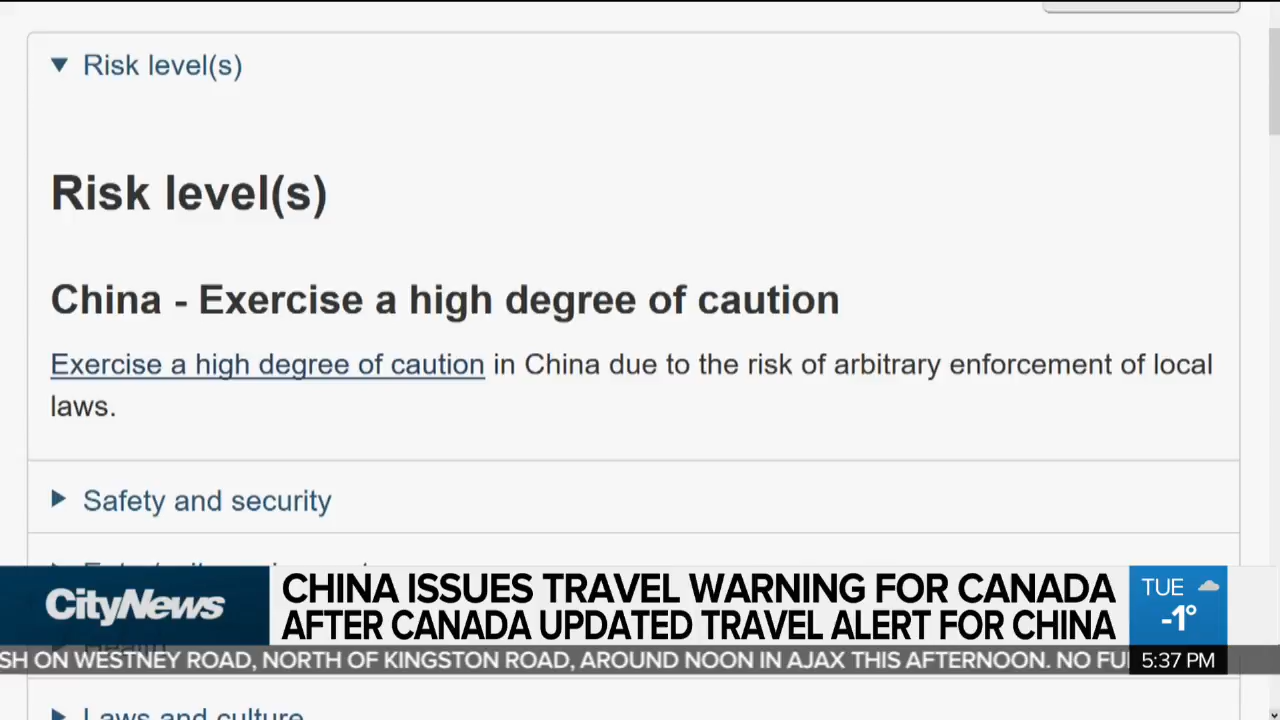 Risk level(s)
Risk level(s)
China - Exercise a high degree of caution
Exercise a high degree of caution in China due to the risk of arbitrary enforcement of local
laws.
Safety and security
CityNews
CHINA ISSUES TRAVEL WARNING FOR CANADA
AFTER CANADA UPDATED TRAVEL ALERT FOR CHINA
TUE
-1°
Health
SH ON WESTNEY ROAD, NORTH OF KINGSTON ROAD, AROUND NOON IN AJAX THIS AFTERNOON. NO FU
5:37 PM
Laws and culture